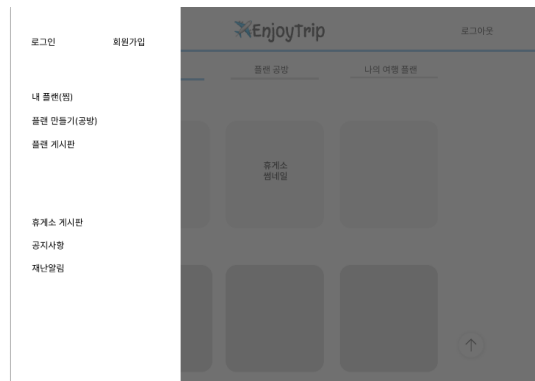 로그인 회원가입
EnjoyTrip
로그아웃
플랜 공방
나의 여행 플랜
내 플랜(찜)
플랜 만들기(공방)
플랜 게시판
휴게소
썸네일
휴게소 게시판
공지사항
재난알림